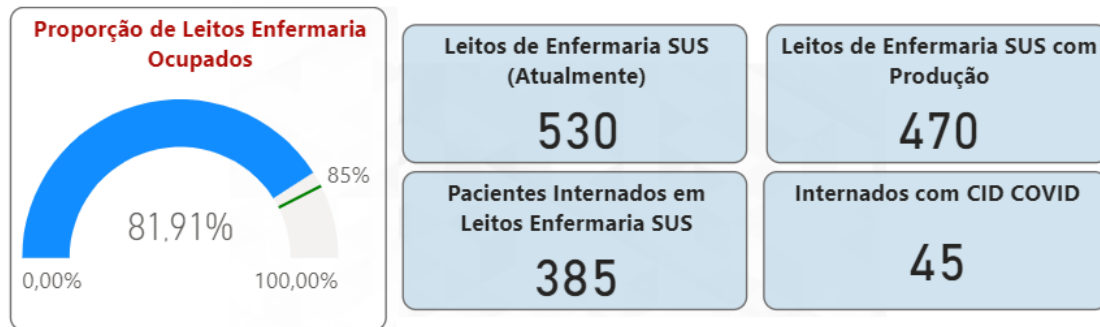 Proporção de Leitos Enfermaria
Ocupados
85%
81,91%
0,00%
100,00%
Leitos de Enfermaria SUS
(Atualmente)
530
Leitos de Enfermaria SUS com
Produção
470
Pacientes Internados em
Leitos Enfermaria SUS
385
Internados com CID COVID
45